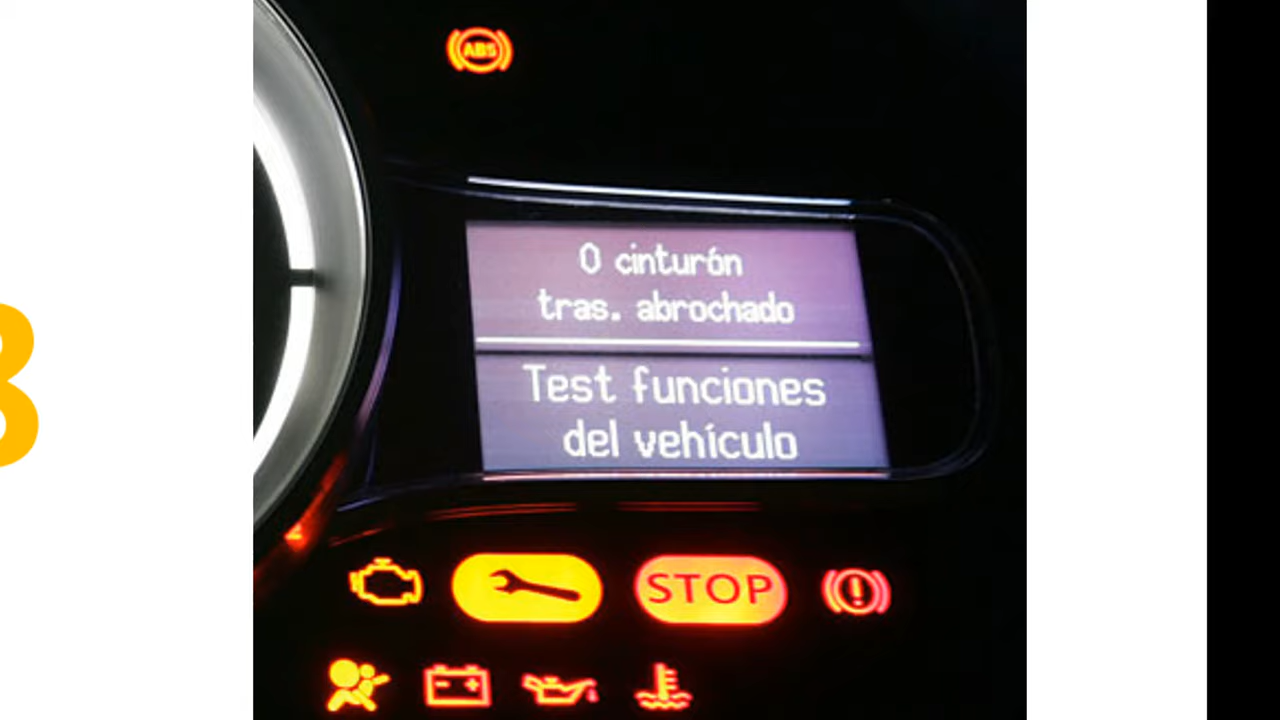 ABS
0 cinturón
tras. abrochado
Test funciones
del vehículo
STOP